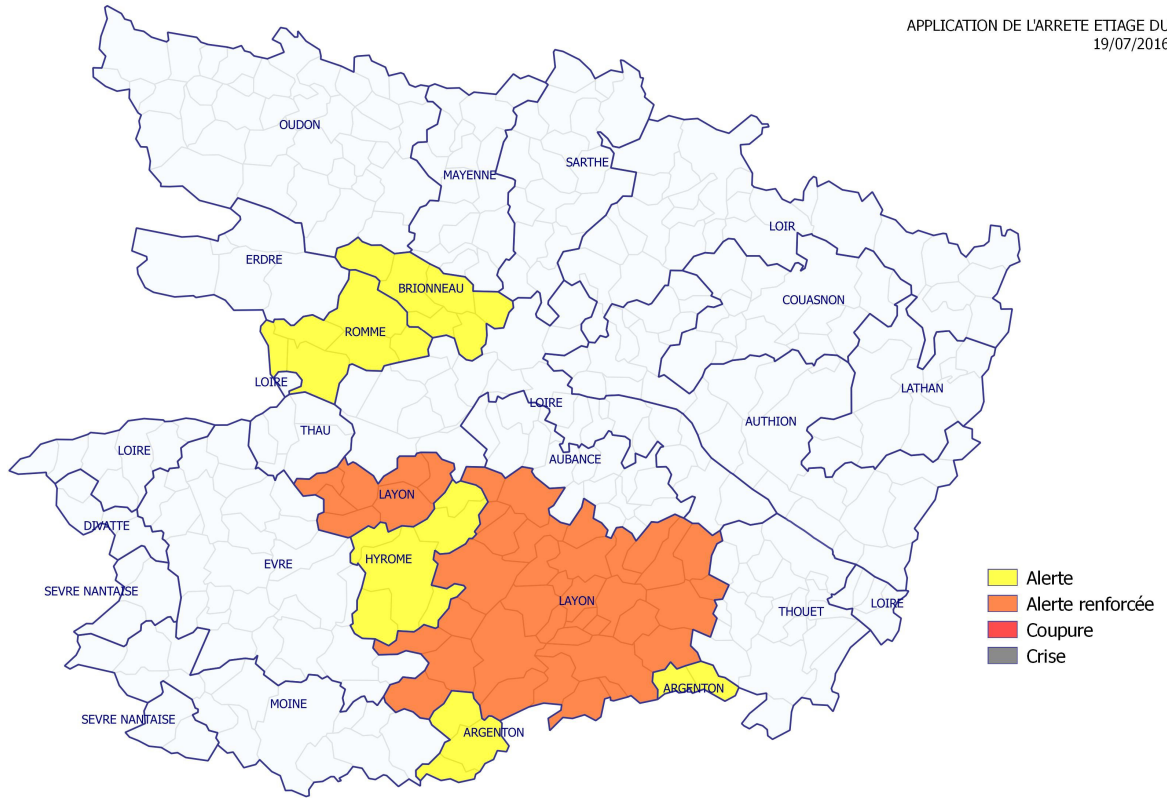 APPLICATION DE L'ARRETE ETIAGE DU
19/07/2016
OUDON
SARTHE
MAYENNE
LOIR
ERDRE
BRIONNEAU
COUASNON
ROMME
LOIRE
LATHAN
LOIRE
AUTHION
THAU
LOIRE
AUBANCE
LAYON
DIVATTE
HYROME
EVRE
SEVRE NANTAISE
LAYON
LOIRE
THOUET
ARGENTON
MOINE
SEVRE NANTAISE
ARGENTON
Alerte
Alerte renforcée
Coupure
Crise